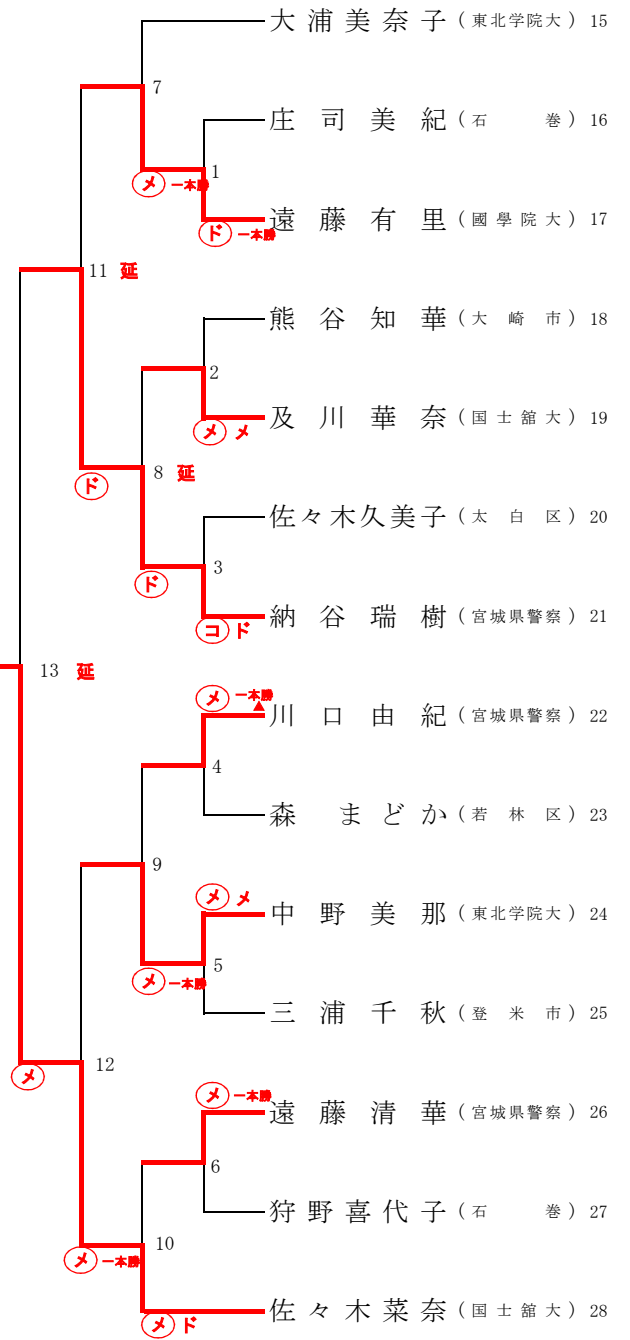 大浦美奈子（東北学院大）15
7
庄司美紀（石巻）16
1
メ 一本勝
遠藤有里（國學院大）17
ド 一本勝
11 延
熊谷知華（大崎市）18
2
及川華奈（国士舘大）19
メ メ
8 延
ド
佐々木久美子（太白区）20
3
ド
納谷瑞樹（宮城県警察）21
コ ド
13 延
メ 一本勝
▲
川口由紀（宮城県警察）22
4
森まどか（若林区）23
9
メ メ
中野美那（東北学院大）24
5
メ 一本勝
三浦千秋（登米市）25
12
メ
メ 一本勝
遠藤清華（宮城県警察）26
6
狩野喜代子（石巻）27
10
メ 一本勝
佐々木菜奈（国士舘大）28
メ ド